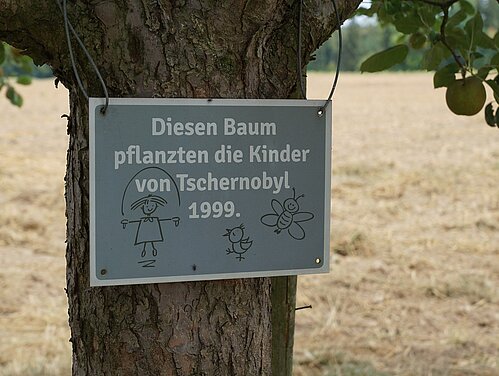 Diesen Baum
pflanzten die Kinder
von Tschernobyl
1999.